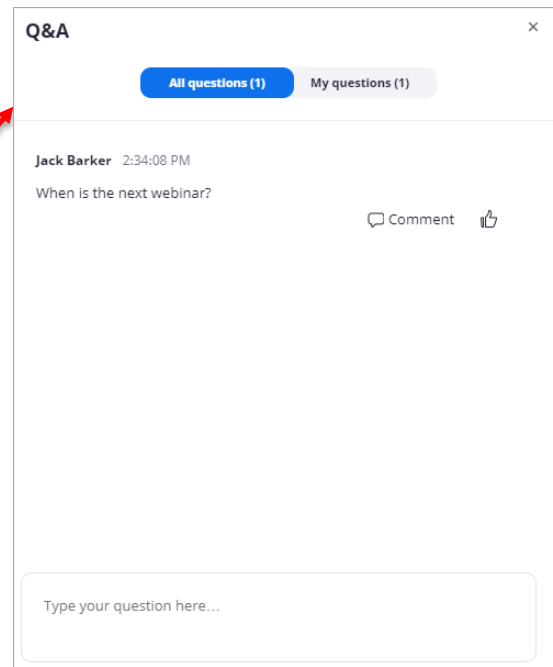 Q&A
All questions (1) My questions (1)
Jack Barker 2:34:08 PM
When is the next webinar?
Comment
Type your question here...